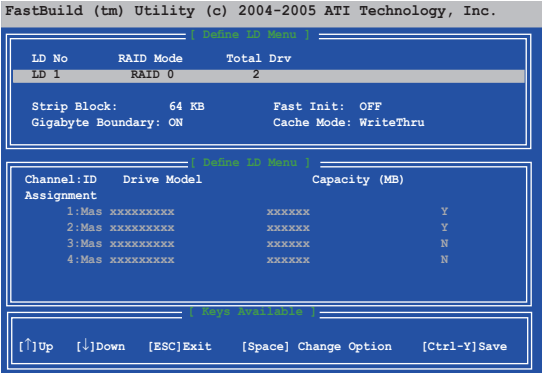 FastBuild (tm) Utility (c) 2004-2005 ATI Technology, Inc.
[ Define LD Menu ]
LD No RAID Mode Total Drv
LD 1 RAID 0 2
Strip Block: 64 KB Fast Init: OFF
Gigabyte Boundary: ON Cache Mode: WriteThru
[ Define LD Menu ]
Channel:ID Drive Model Capacity (MB)
Assignment
1:Mas xxxxxxxxx xxxxxx Y
2:Mas xxxxxxxxx xxxxxx Y
3:Mas xxxxxxxxx xxxxxx N
4:Mas xxxxxxxxx xxxxxx N
[ Keys Available ]
[↑]Up [↓]Down [ESC]Exit [Space] Change Option [Ctrl-Y]Save